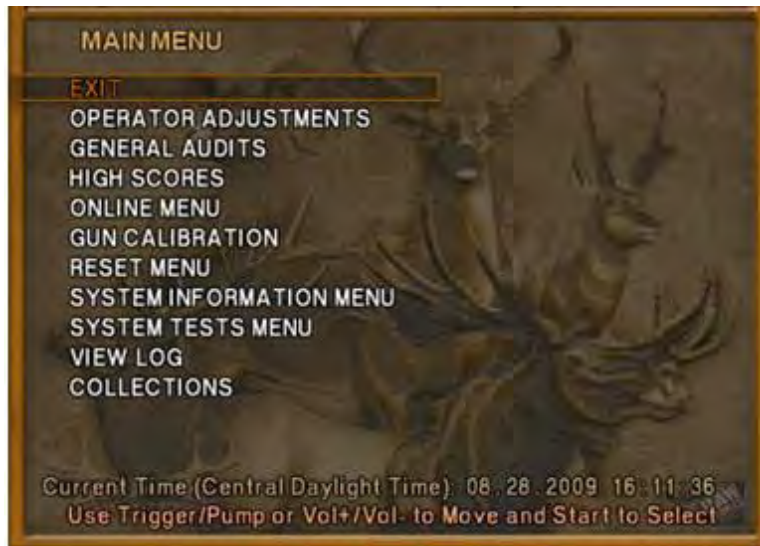 MAIN MENU
EXIT
OPERATOR ADJUSTMENTS
GENERAL AUDITS
HIGH SCORES
ONLINE MENU
GUN CALIBRATION
RESET MENU
SYSTEM INFORMATION MENU
SYSTEM TESTS MENU
VIEW LOG
COLLECTIONS
Current Time (Central Daylight Time) 08.28.2009 16:11:36
Use Trigger/Pump or Vol+/Vol- to Move and Start to Select